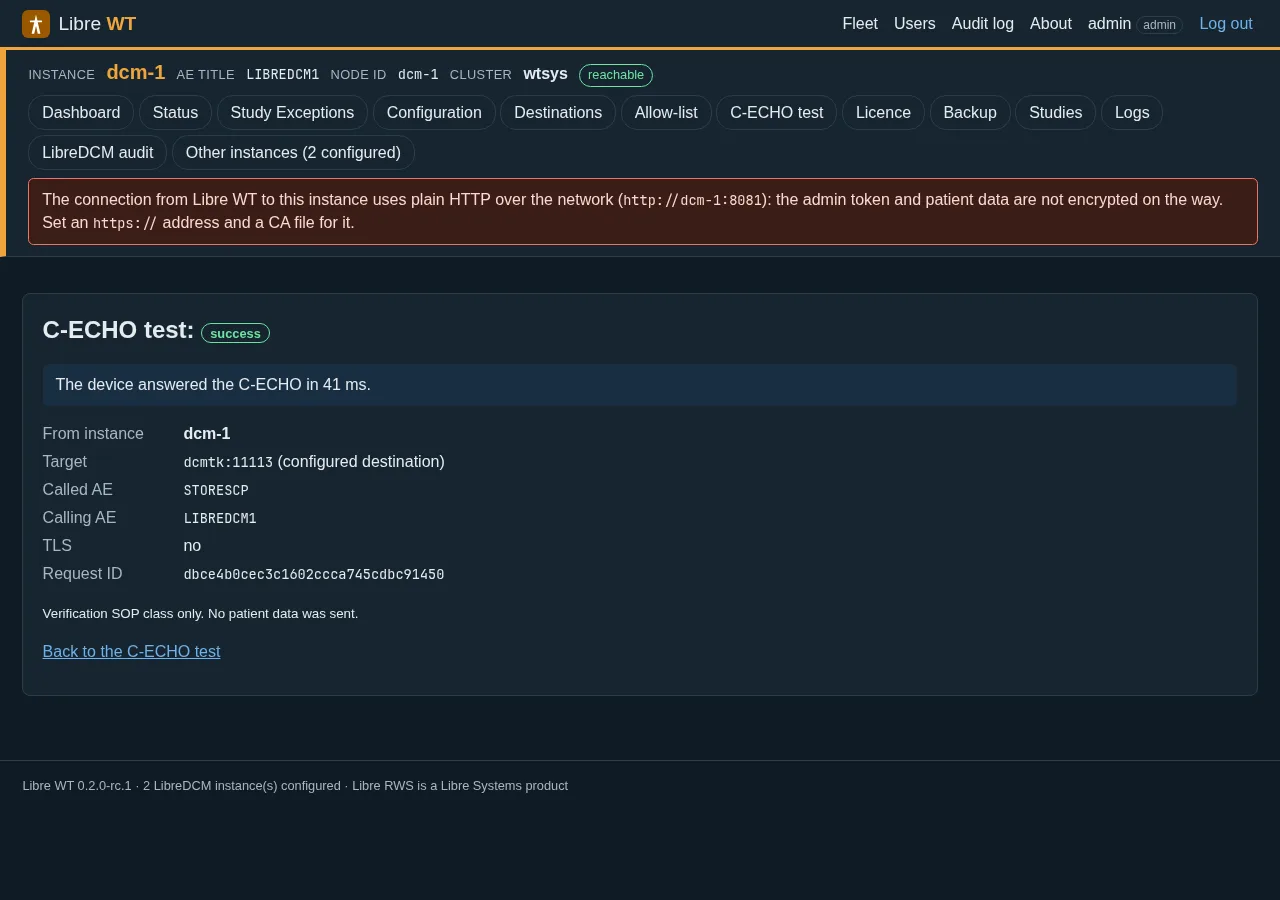 Libre WT
Fleet Users Audit log About admin admin Log out
INSTANCE dcm-1 AE TITLE LIBREDCM1 NODE ID dcm-1 CLUSTER wtsys reachable
Dashboard Status Study Exceptions Configuration Destinations Allow-list C-ECHO test Licence Backup Studies Logs
LibreDCM audit Other instances (2 configured)
The connection from Libre WT to this instance uses plain HTTP over the network (http://dcm-1:8081): the admin token and patient data are not encrypted on the way.
Set an https:// address and a CA file for it.
C-ECHO test: success
The device answered the C-ECHO in 41 ms.
From instance dcm-1
Target dcmtk:11113 (configured destination)
Called AE STORESCP
Calling AE LIBREDCM1
TLS no
Request ID dbce4b0cec3c1602ccca745cdbc91450
Verification SOP class only. No patient data was sent.
Back to the C-ECHO test
Libre WT 0.2.0-rc.1 · 2 LibreDCM instance(s) configured · Libre RWS is a Libre Systems product